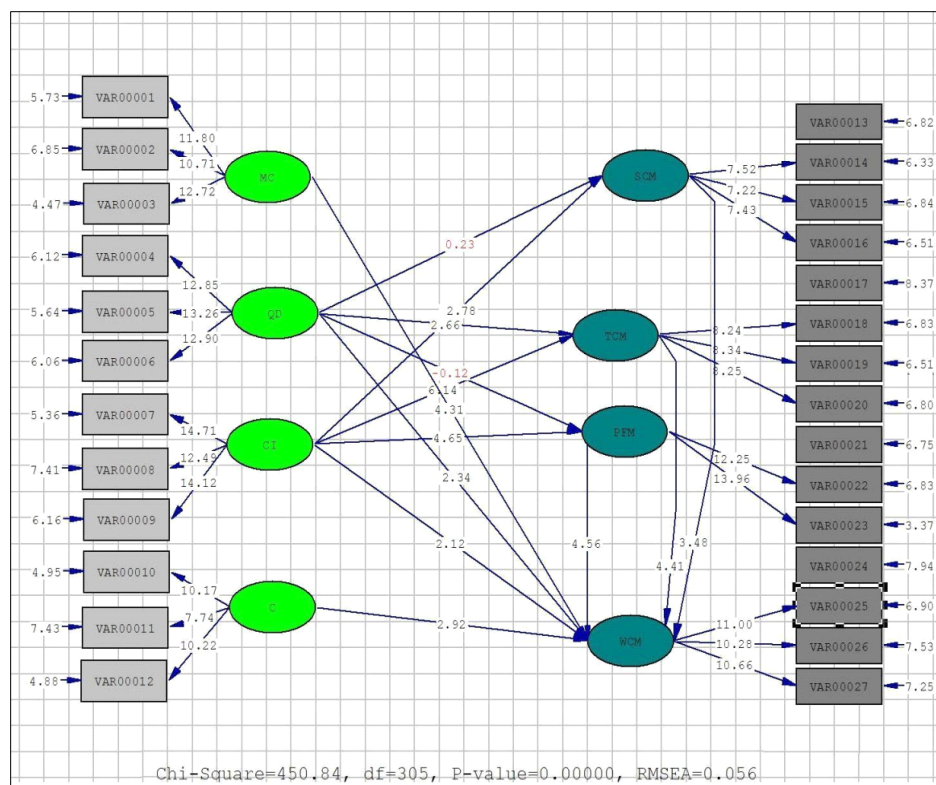 5.73 VAR00001
6.85 VAR00002
4.47 VAR00003
6.12 VAR00004
5.64 VAR00005
6.06 VAR00006
5.36 VAR00007
7.41 VAR00008
6.16 VAR00009
4.95 VAR00010
7.43 VAR00011
4.88 VAR00012
11.80
10.71
12.72
12.85
13.26
12.90
14.71
12.49
14.12
10.17
7.74
10.22
MC
QD
CI
C
0.23
2.78
2.66
-0.12
6.14
4.31
4.65
2.34
2.12
4.56
3.48
4.41
2.92
SCM
TCM
PFM
WCM
7.52
7.22
7.43
8.24
8.34
8.25
12.25
13.96
11.00
10.28
10.66
VAR00013 6.82
VAR00014 6.33
VAR00015 6.84
VAR00016 6.51
VAR00017 8.37
VAR00018 6.83
VAR00019 6.51
VAR00020 6.80
VAR00021 6.75
VAR00022 6.83
VAR00023 3.37
VAR00024 7.94
VAR00025 6.90
VAR00026 7.53
VAR00027 7.25
Chi-Square=450.84, df=305, P-value=0.00000, RMSEA=0.056